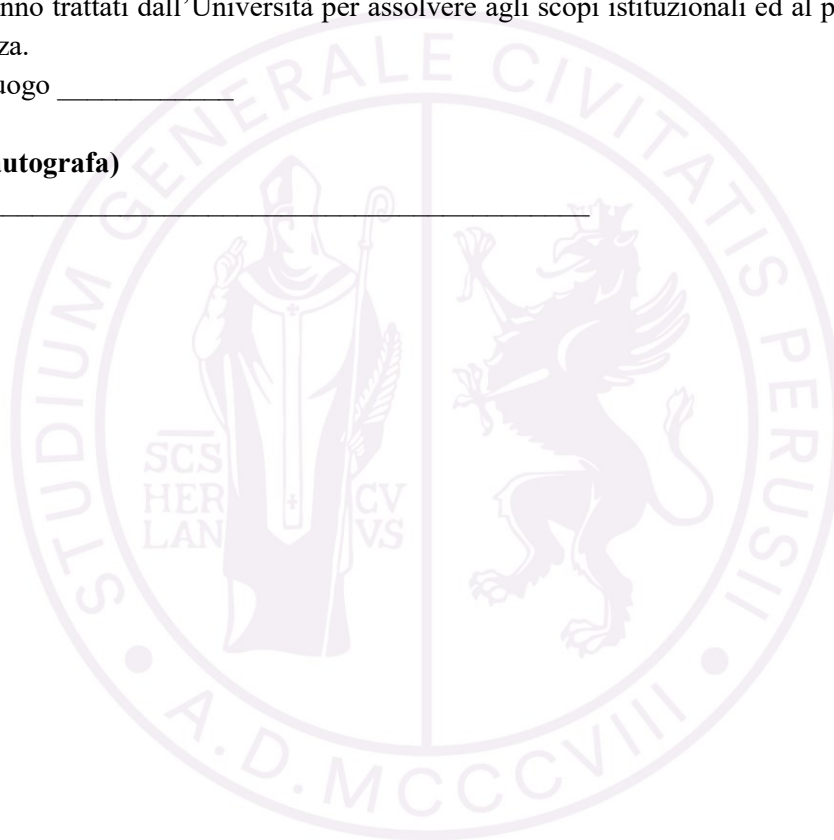 anno trattati dall'Università per assolvere agli scopi istituzionali ed al p
za.
uogo ____________
utografa)
STUDIUM GENERALE CIVITATIS PERUSII
SCS
HER
LAN
CV
VS
A.D. MCCCVIII